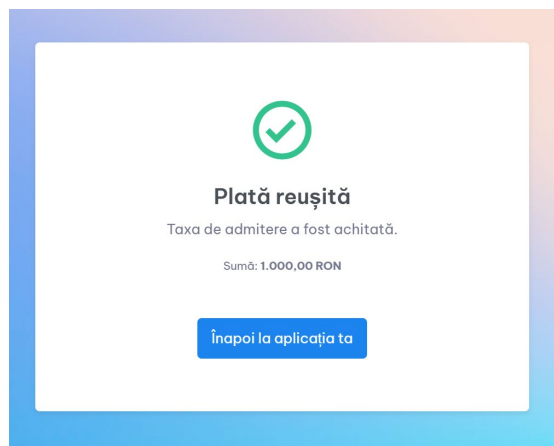 Plată reușită
Taxa de admitere a fost achitată.
Sumă: 1.000,00 RON
Înapoi la aplicația ta